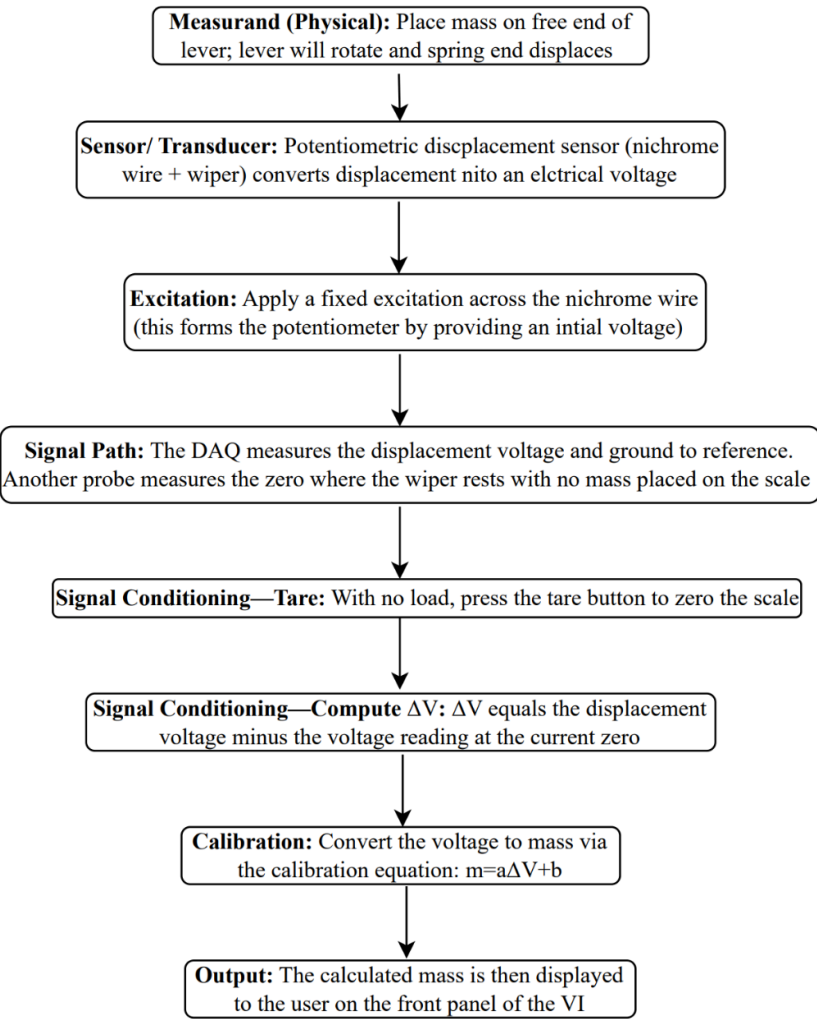 Measurand (Physical): Place mass on free end of
lever; lever will rotate and spring end displaces
Sensor/ Transducer: Potentiometric discplacement sensor (nichrome
wire + wiper) converts displacement nito an elctrical voltage
Excitation: Apply a fixed excitation across the nichrome wire
(this forms the potentiometer by providing an intial voltage)
Signal Path: The DAQ measures the displacement voltage and ground to reference.
Another probe measures the zero where the wiper rests with no mass placed on the scale
Signal Conditioning—Tare: With no load, press the tare button to zero the scale
Signal Conditioning—Compute ΔV: ΔV equals the displacement
voltage minus the voltage reading at the current zero
Calibration: Convert the voltage to mass via
the calibration equation: m=aΔV+b
Output: The calculated mass is then displayed
to the user on the front panel of the VI